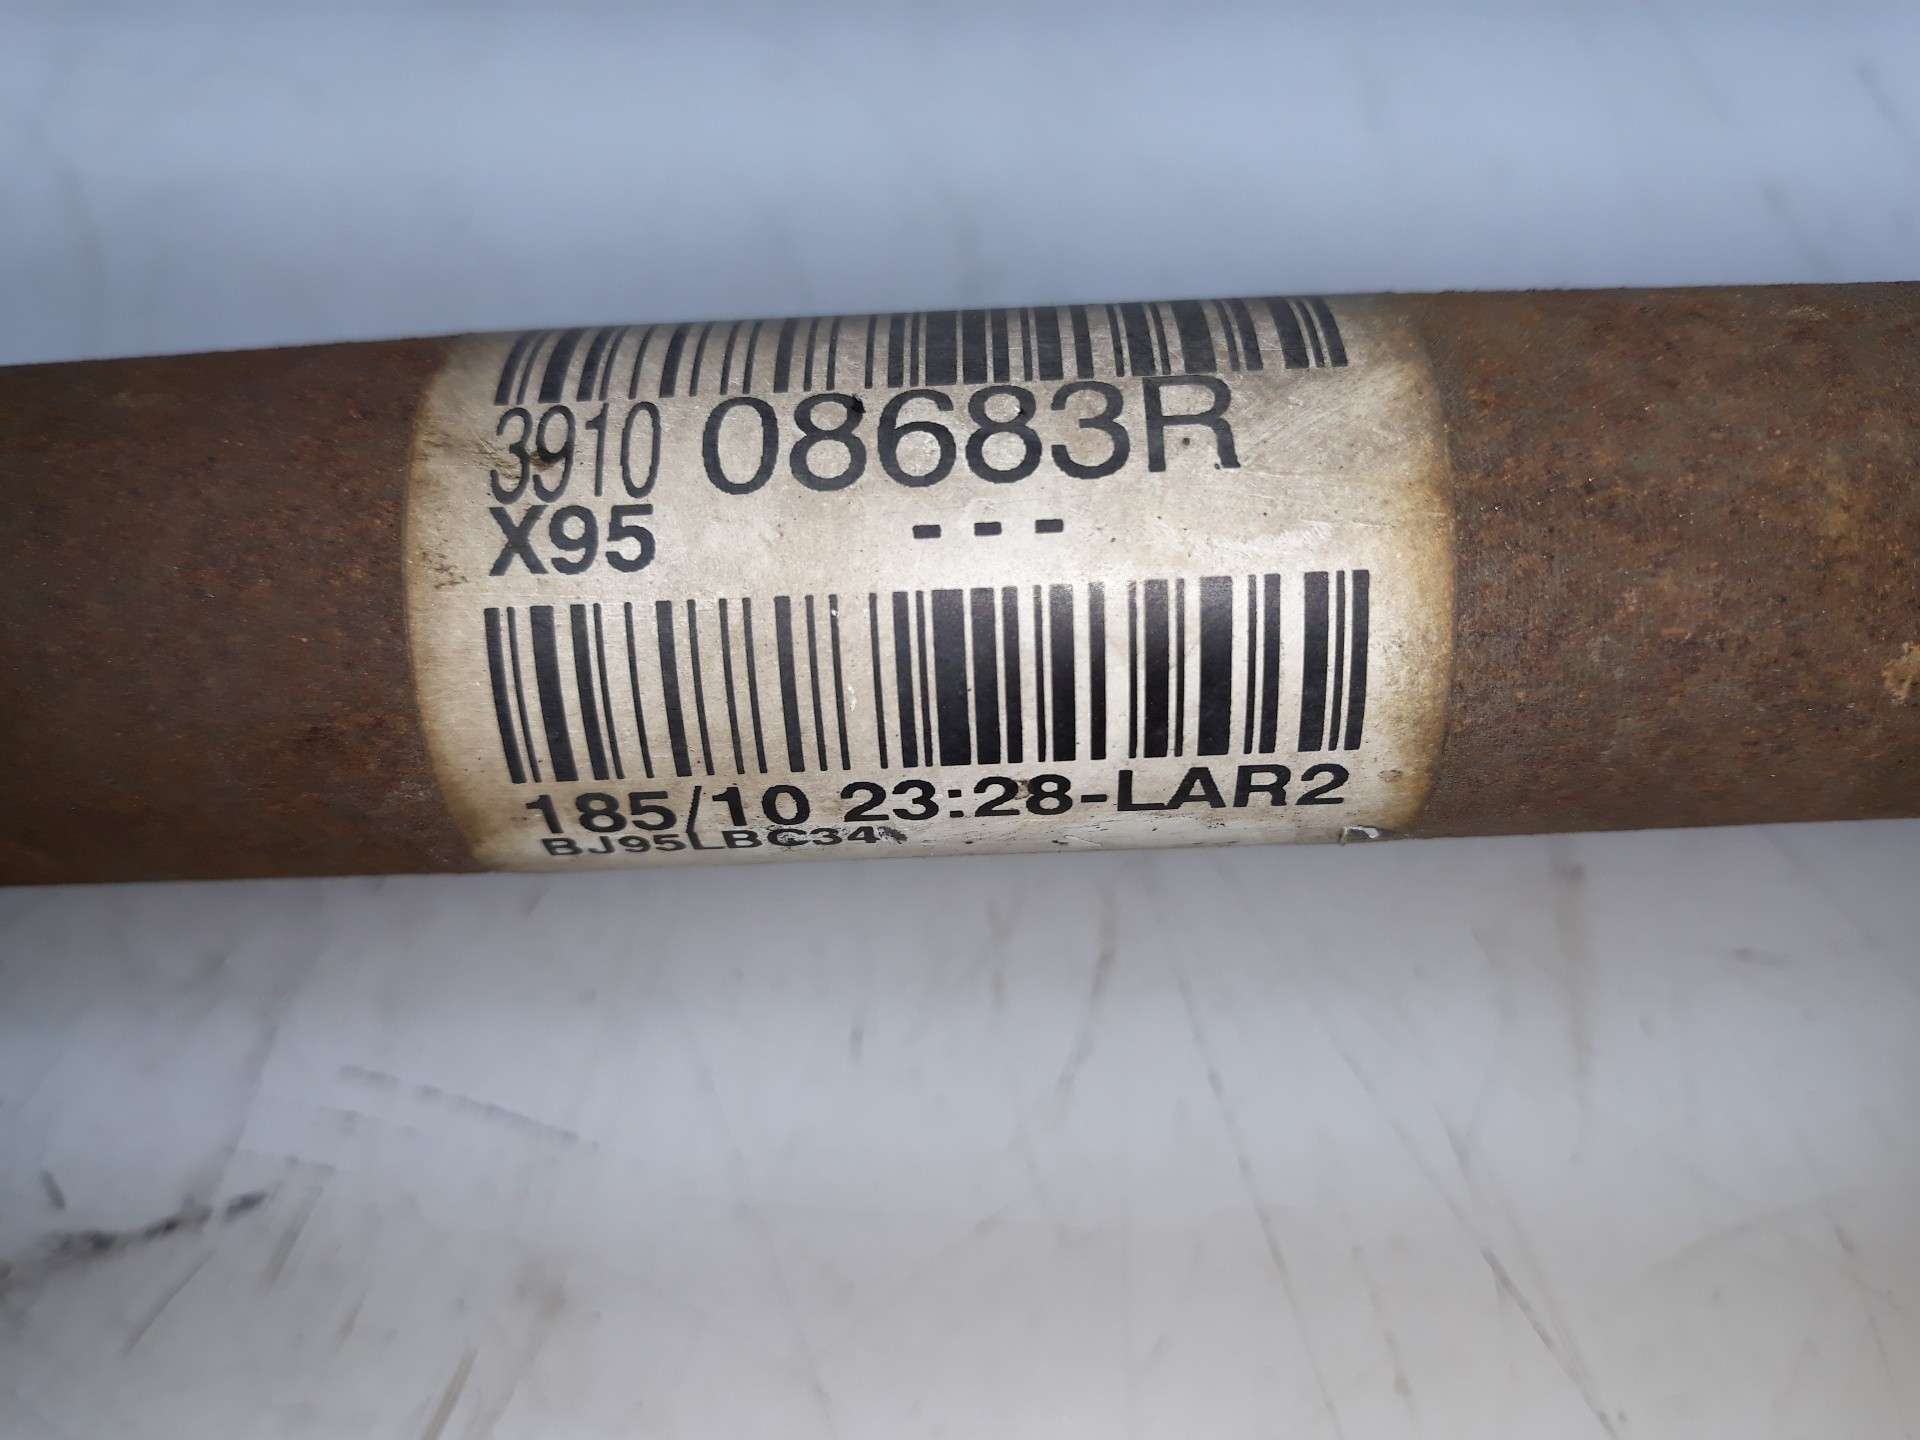 3910 08683R
X95 ---
185/10 23:28-LAR2
BJ95LBC34